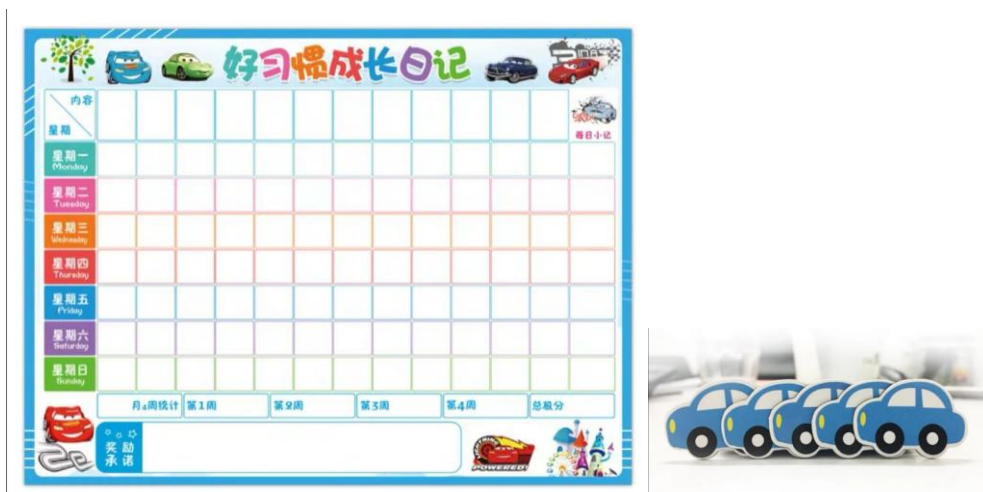 好习惯成长日记
内容
星期
每日小记
星期一
Monday
星期二
Tuesday
星期三
Wednesday
星期四
Thursday
星期五
Friday
星期六
Saturday
星期日
Sunday
月4周统计 第1周 第2周 第3周 第4周 总积分
奖励
承诺
POWERED!